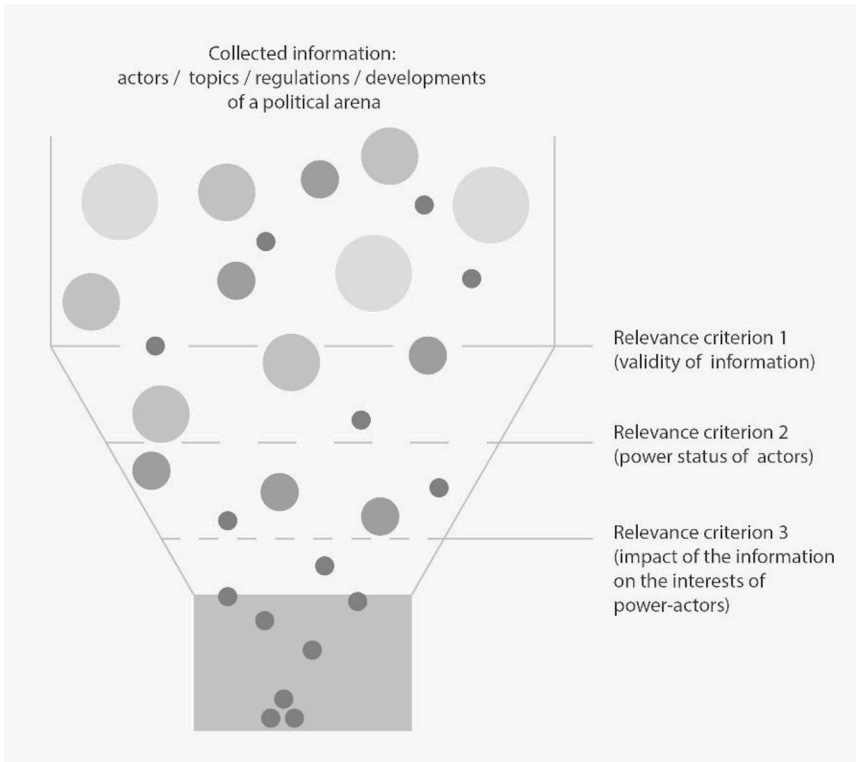 Collected information:
actors / topics / regulations / developments
of a political arena
Relevance criterion 1
(validity of information)
Relevance criterion 2
(power status of actors)
Relevance criterion 3
(impact of the information
on the interests of
power-actors)